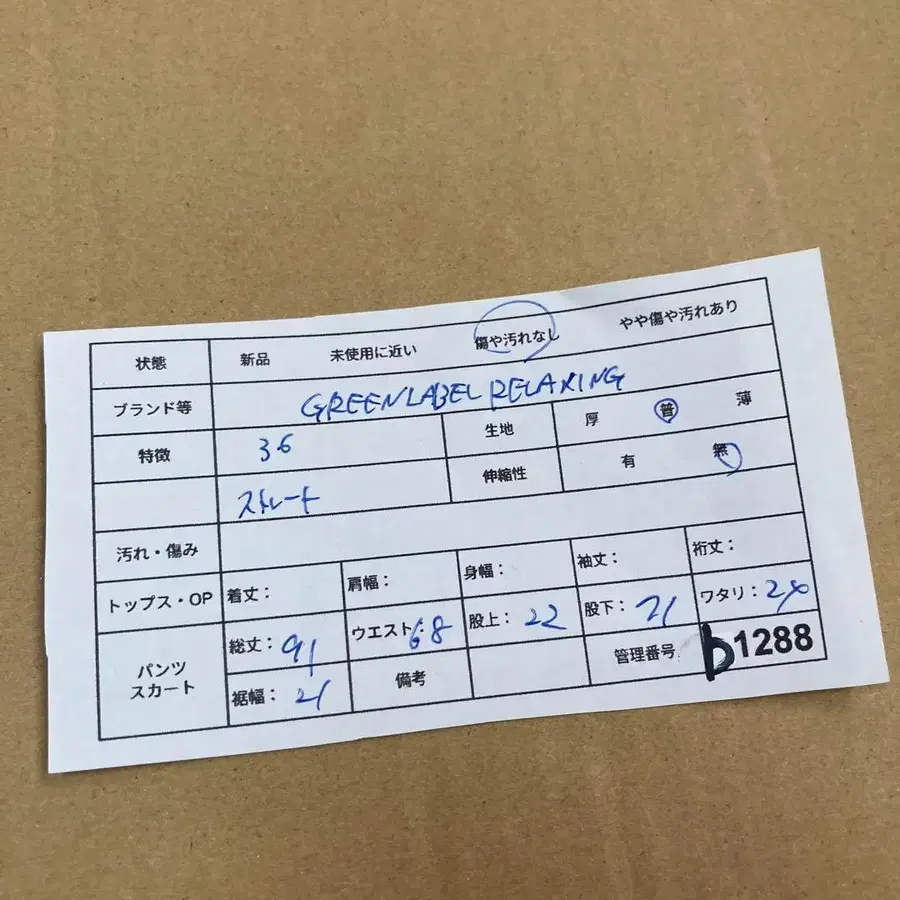 状態 新品 未使用に近い 傷や汚れなし やや傷や汚れあり
ブランド等 GREEN LABEL RELAXING
特徴 36 生地 厚 普 薄
ストレート 伸縮性 有 無
汚れ・傷み
トップス・OP 着丈： 肩幅： 身幅： 袖丈： 裄丈：
パンツ スカート 総丈：91 ウエスト：68 股上：22 股下：71 ワタリ：
裾幅：21 備考 管理番号 b1288